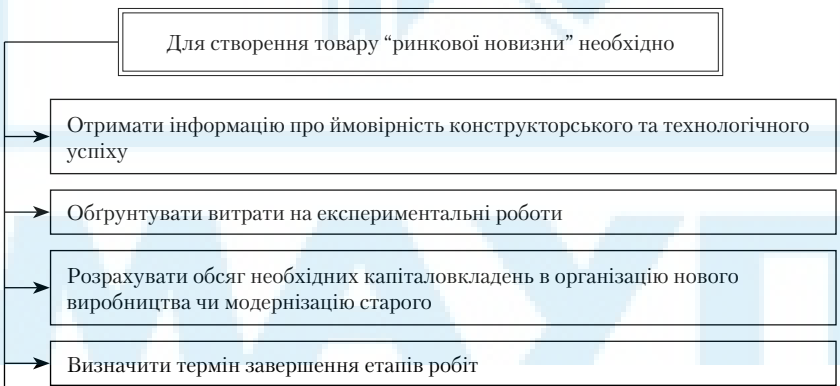 Для створення товару “ринкової новизни” необхідно
Отримати інформацію про ймовірність конструкторського та технологічного
успіху
Обґрунтувати витрати на експериментальні роботи
Розрахувати обсяг необхідних капіталовкладень в організацію нового
виробництва чи модернізацію старого
Визначити термін завершення етапів робіт
МАУП